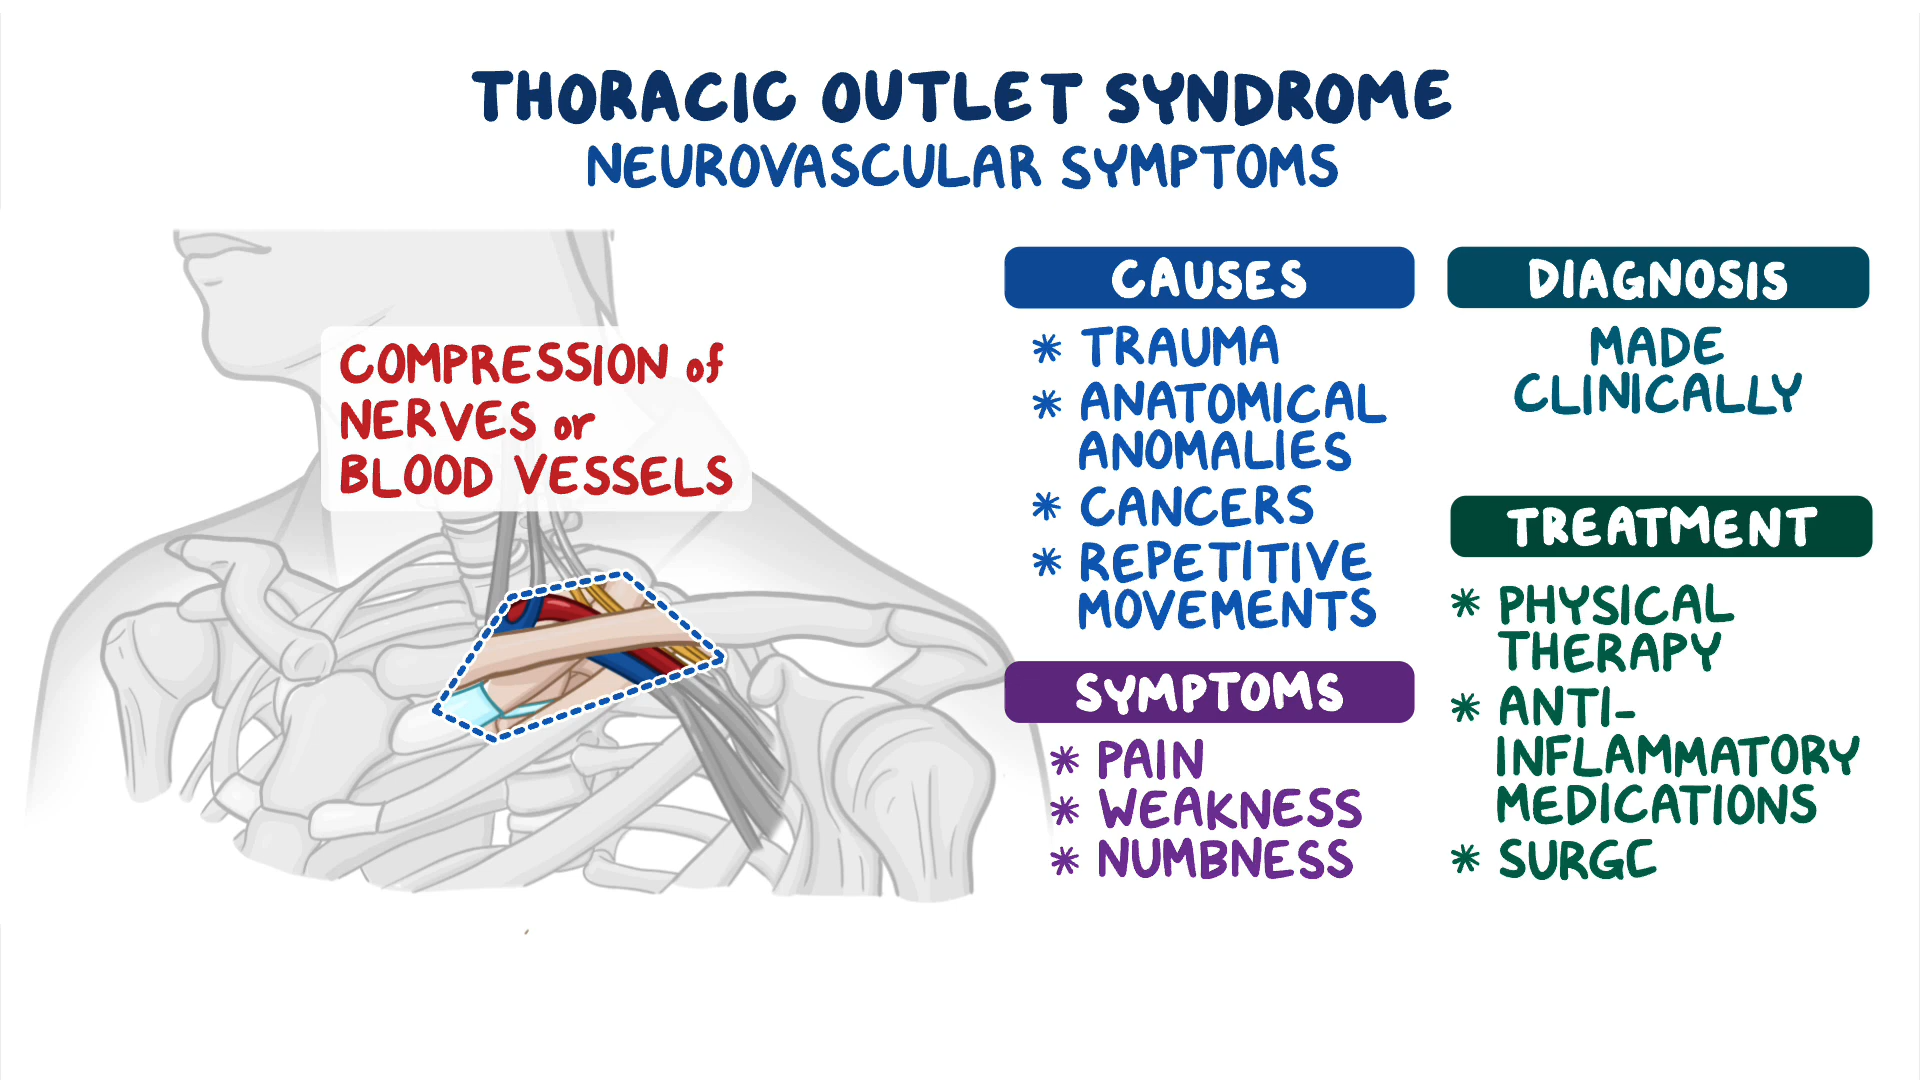 THORACIC OUTLET SYNDROME
NEUROVASCULAR SYMPTOMS
COMPRESSION of
NERVES or
BLOOD VESSELS
CAUSES
* TRAUMA
* ANATOMICAL
ANOMALIES
* CANCERS
* REPETITIVE
MOVEMENTS
SYMPTOMS
* PAIN
* WEAKNESS
* NUMBNESS
DIAGNOSIS
MADE
CLINICALLY
TREATMENT
* PHYSICAL
THERAPY
* ANTI-
INFLAMMATORY
MEDICATIONS
* SURGC